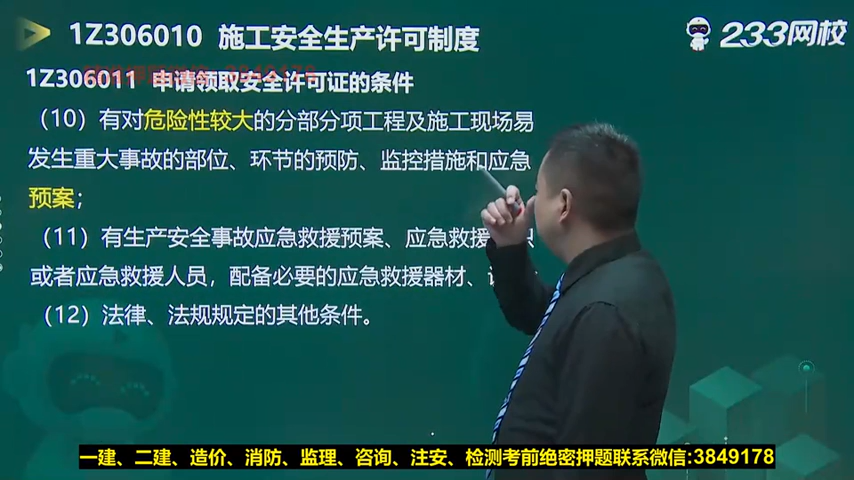 1Z306010 施工安全生产许可制度
233网校
1Z306011 申请领取安全许可证的条件
（10）有对危险性较大的分部分项工程及施工现场易
发生重大事故的部位、环节的预防、监控措施和应急
预案；
（11）有生产安全事故应急救援预案、应急救援
或者应急救援人员，配备必要的应急救援器材、
（12）法律、法规规定的其他条件。
一建、二建、造价、消防、监理、咨询、注安、检测考前绝密押题联系微信:3849178